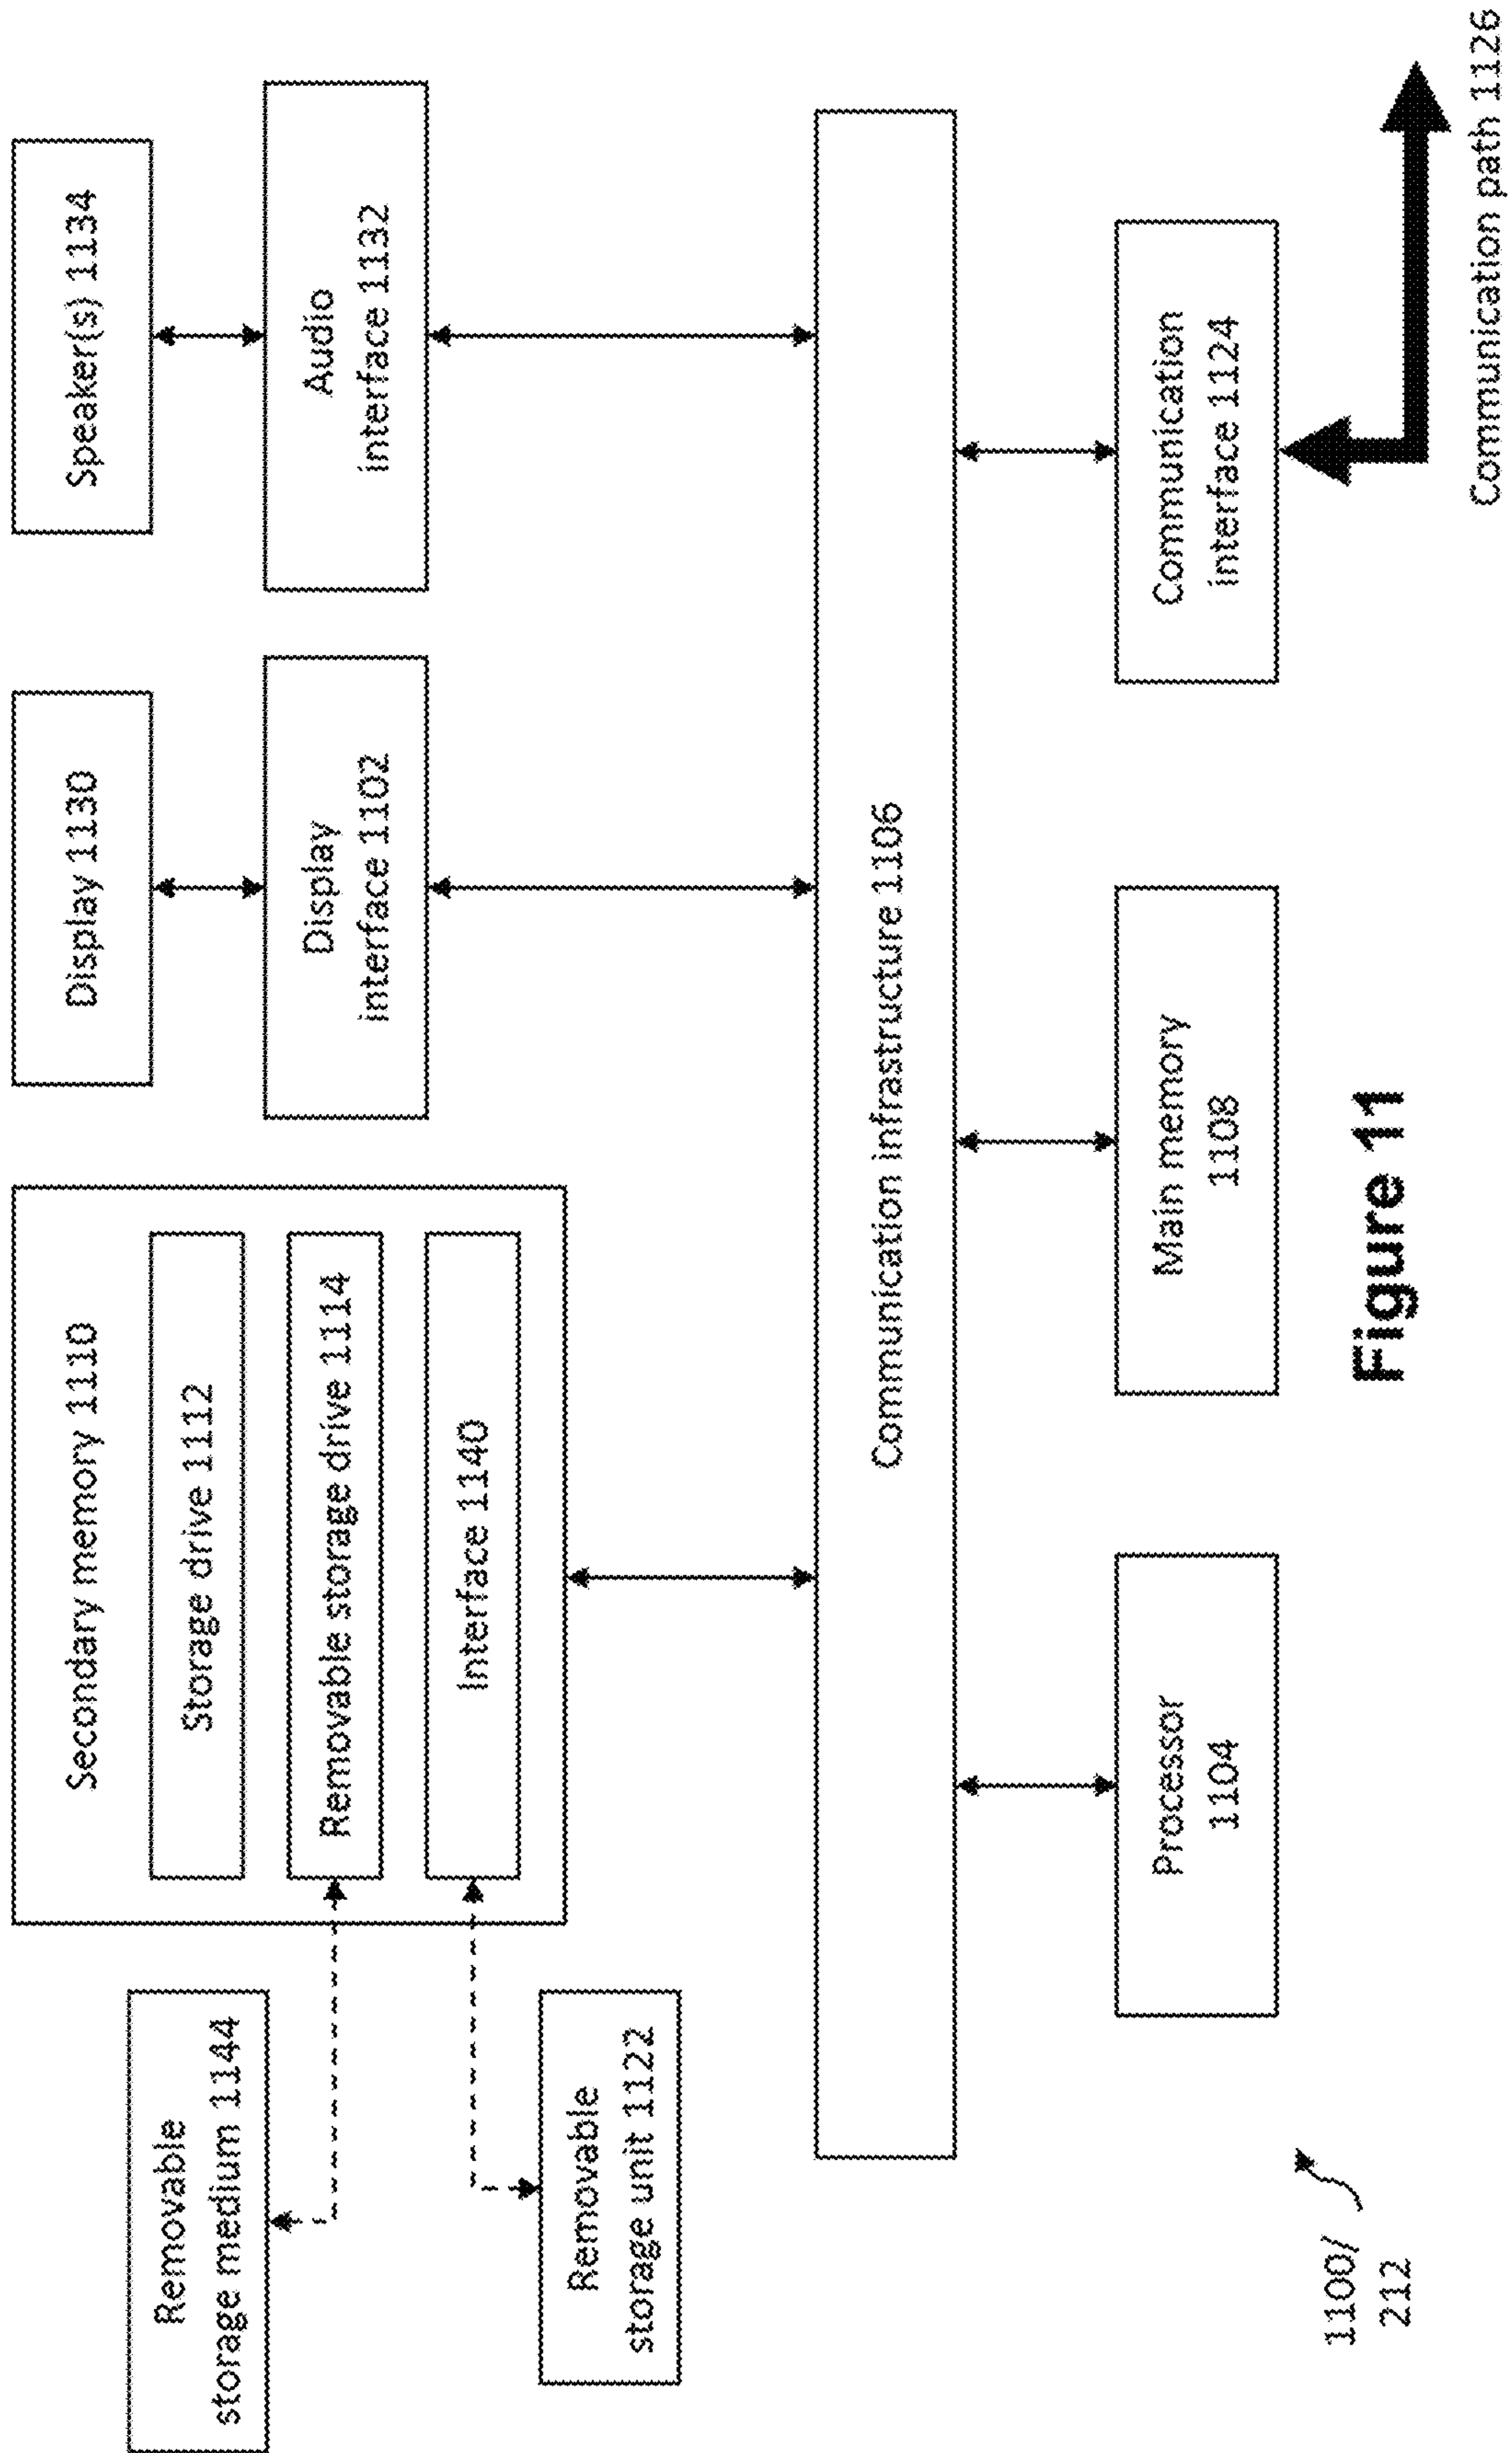 Removable
storage medium 1144
Removable
storage unit 1122
Secondary memory 1110
Storage drive 1112
Removable storage drive 1114
Interface 1140
Display 1130
Display
interface 1102
Speaker(s) 1134
Audio
interface 1132
Communication infrastructure 1106
Processor
1104
Main memory
1108
Communication
interface 1124
Communication path 1126
1100/
212
Figure 11